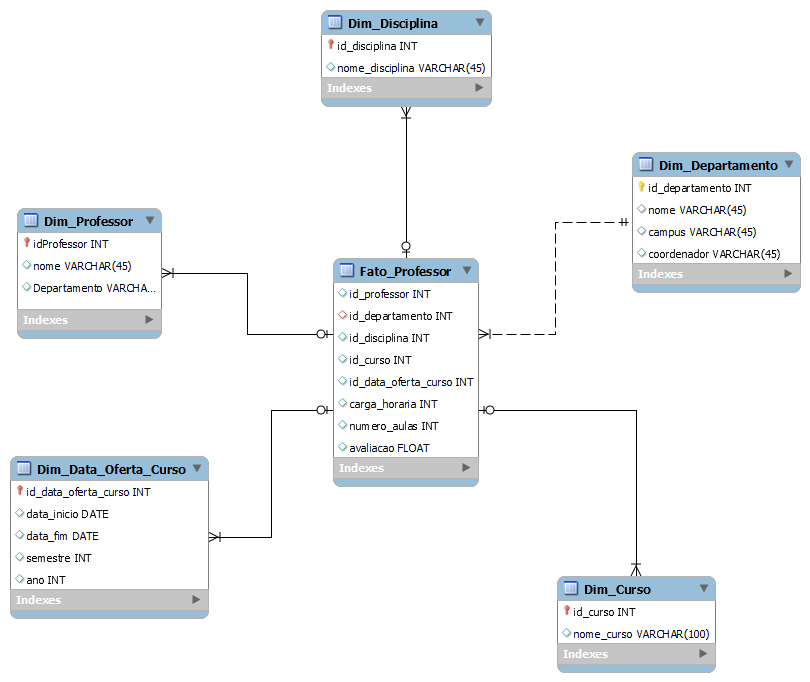 Dim_Disciplina
id_disciplina INT
nome_disciplina VARCHAR(45)
Indexes
Dim_Departamento
id_departamento INT
nome VARCHAR(45)
campus VARCHAR(45)
coordenador VARCHAR(45)
Indexes
Dim_Professor
idProfessor INT
nome VARCHAR(45)
Departamento VARCHA...
Indexes
Fato_Professor
id_professor INT
id_departamento INT
id_disciplina INT
id_curso INT
id_data_oferta_curso INT
carga_horaria INT
numero_aulas INT
avaliacao FLOAT
Indexes
Dim_Data_Oferta_Curso
id_data_oferta_curso INT
data_inicio DATE
data_fim DATE
semestre INT
ano INT
Indexes
Dim_Curso
id_curso INT
nome_curso VARCHAR(100)
Indexes